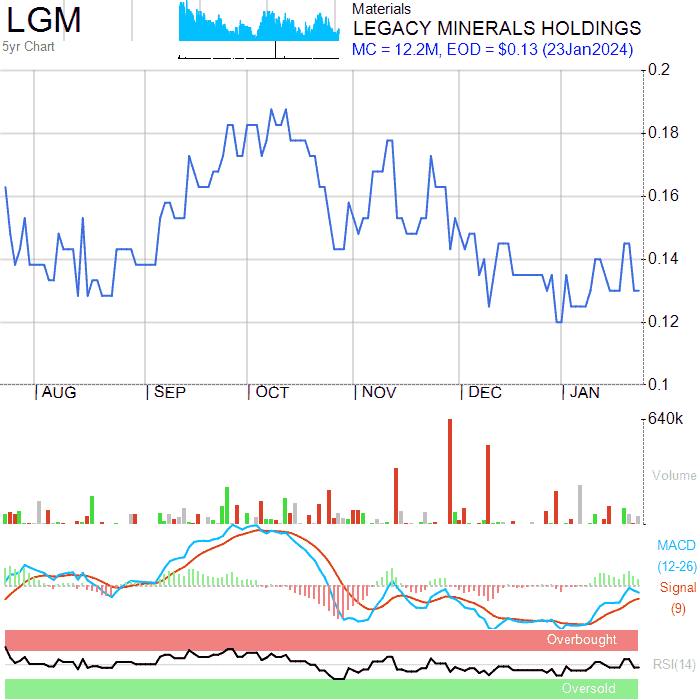 LGM
5yr Chart
Materials
LEGACY MINERALS HOLDINGS
MC = 12.2M, EOD = $0.13 (23Jan2024)
0.2
0.18
0.16
0.14
0.12
0.1
AUG SEP OCT NOV DEC JAN
640k
Volume
MACD
(12-26)
Signal
(9)
Overbought
RSI(14)
Oversold